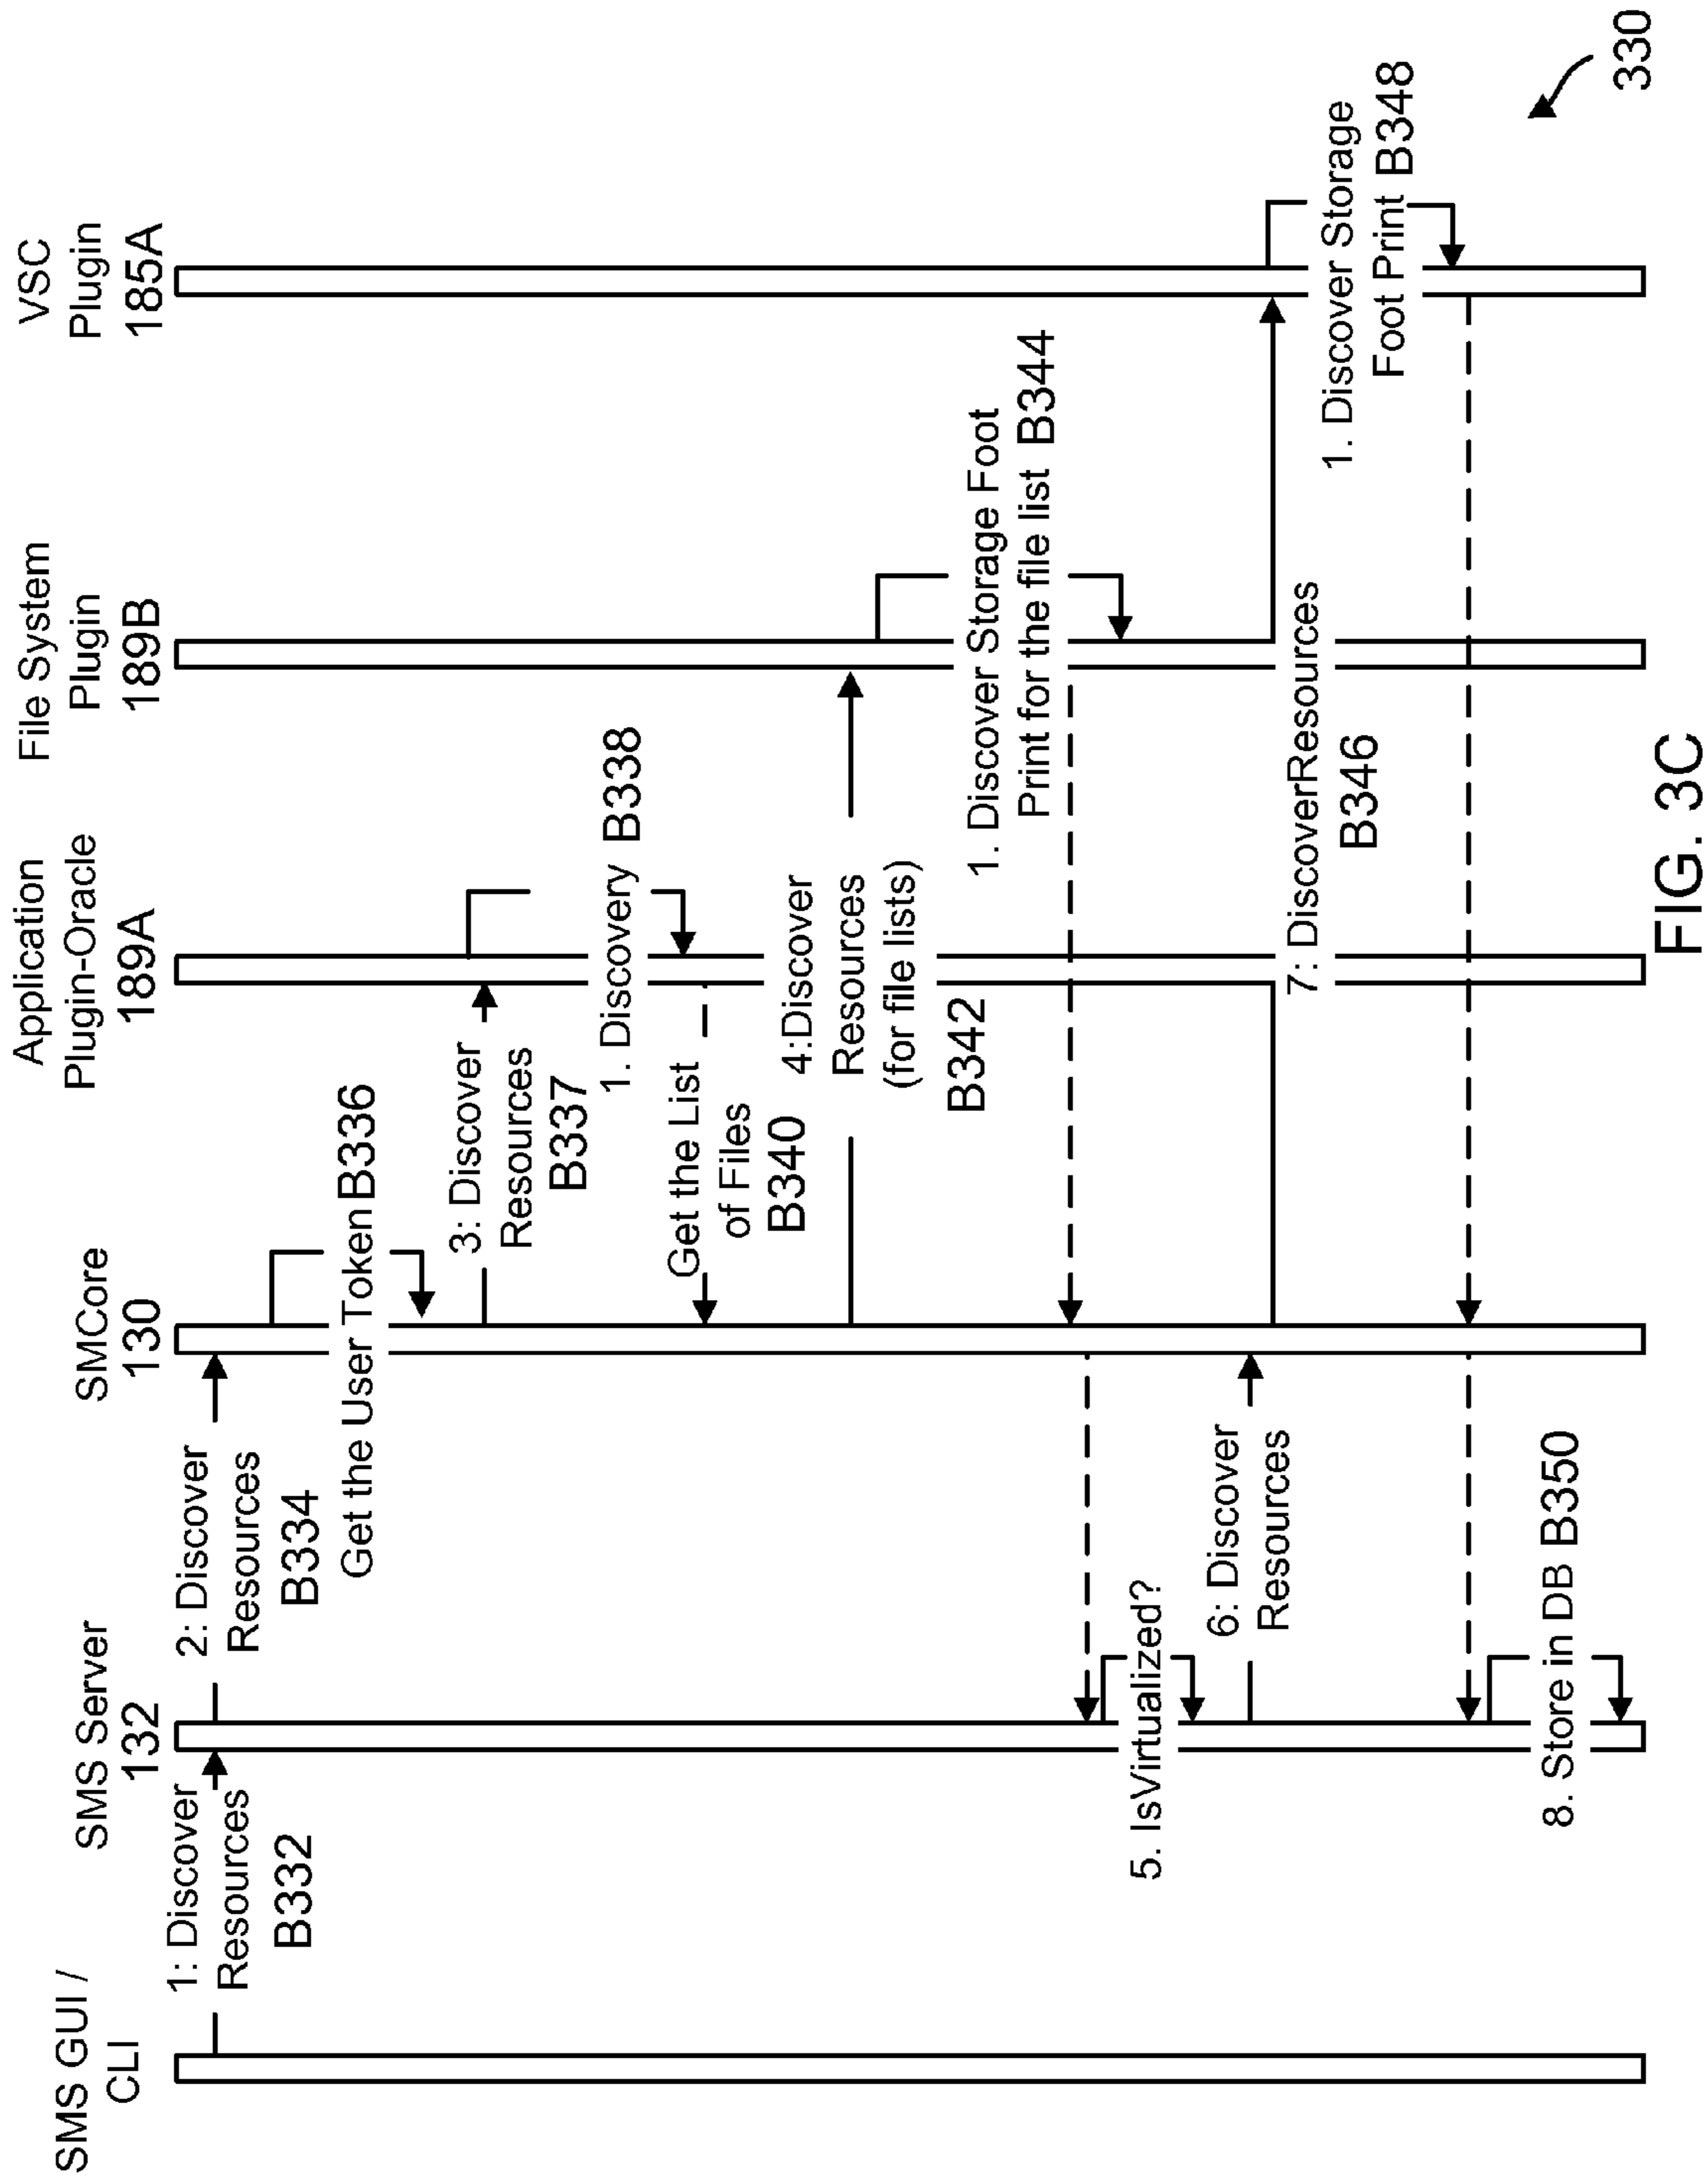 SMS GUI /
CLI
SMS Server
132
SMCore
130
Application
Plugin-Oracle
189A
File System
Plugin
189B
VSC
Plugin
185A
1: Discover
Resources
B332
2: Discover
Resources
B334
Get the User Token B336
3: Discover
Resources
B337
1. Discovery B338
Get the List
of Files
B340
4:Discover
Resources
(for file lists)
B342
1. Discover Storage Foot
Print for the file list B344
5. IsVirtualized?
6: Discover
Resources
7: DiscoverResources
B346
1. Discover Storage
Foot Print B348
8. Store in DB B350
330
FIG. 3C